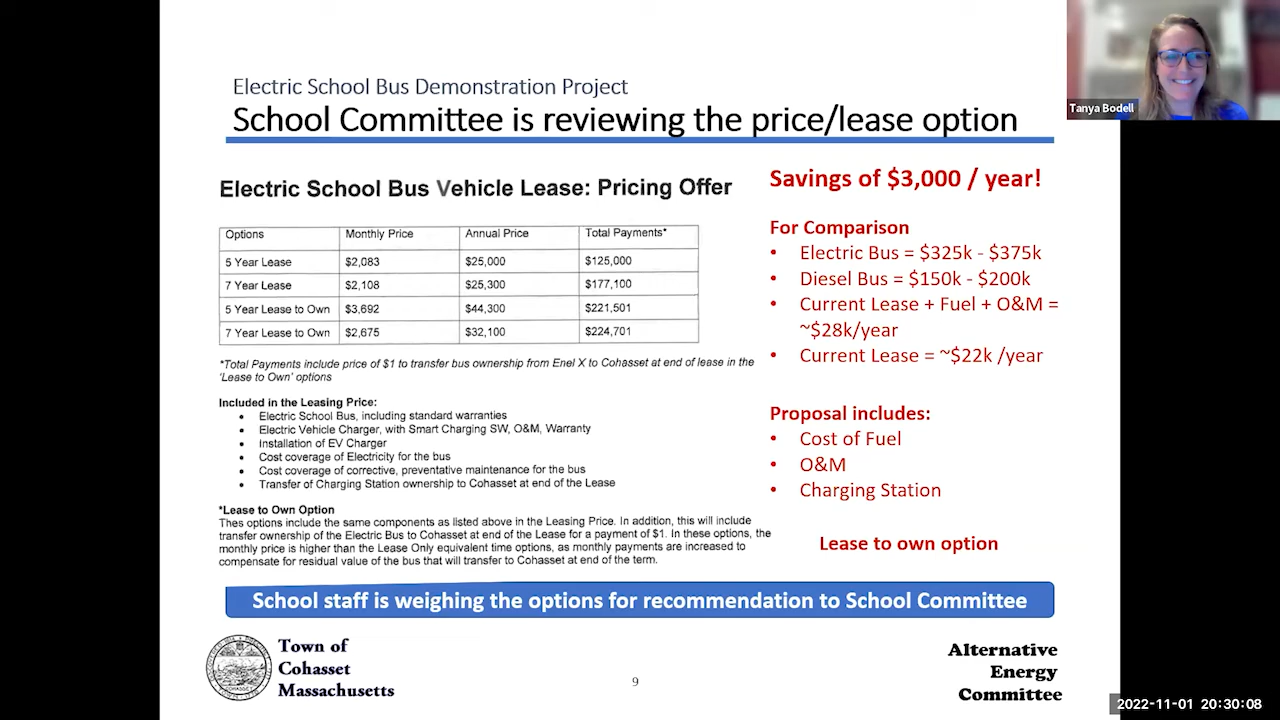 Electric School Bus Demonstration Project
School Committee is reviewing the price/lease option
Tanya Bodell
Electric School Bus Vehicle Lease: Pricing Offer
Options Monthly Price Annual Price Total Payments*
5 Year Lease $2,083 $25,000 $125,000
7 Year Lease $2,108 $25,300 $177,100
5 Year Lease to Own $3,692 $44,300 $221,501
7 Year Lease to Own $2,675 $32,100 $224,701
*Total Payments include price of $1 to transfer bus ownership from Enel X to Cohasset at end of lease in the
'Lease to Own' options
Included in the Leasing Price:
• Electric School Bus, including standard warranties
• Electric Vehicle Charger, with Smart Charging SW, O&M, Warranty
• Installation of EV Charger
• Cost coverage of Electricity for the bus
• Cost coverage of corrective, preventative maintenance for the bus
• Transfer of Charging Station ownership to Cohasset at end of the Lease
*Lease to Own Option
Thes options include the same components as listed above in the Leasing Price. In addition, this will include
transfer ownership of the Electric Bus to Cohasset at end of the Lease for a payment of $1. In these options, the
monthly price is higher than the Lease Only equivalent time options, as monthly payments are increased to
compensate for residual value of the bus that will transfer to Cohasset at end of the term.
Savings of $3,000 / year!
For Comparison
• Electric Bus = $325k - $375k
• Diesel Bus = $150k - $200k
• Current Lease + Fuel + O&M =
~$28k/year
• Current Lease = ~$22k /year
Proposal includes:
• Cost of Fuel
• O&M
• Charging Station
Lease to own option
School staff is weighing the options for recommendation to School Committee
Town of
Cohasset
Massachusetts
9
Alternative
Energy
Committee
2022-11-01 20:30:08